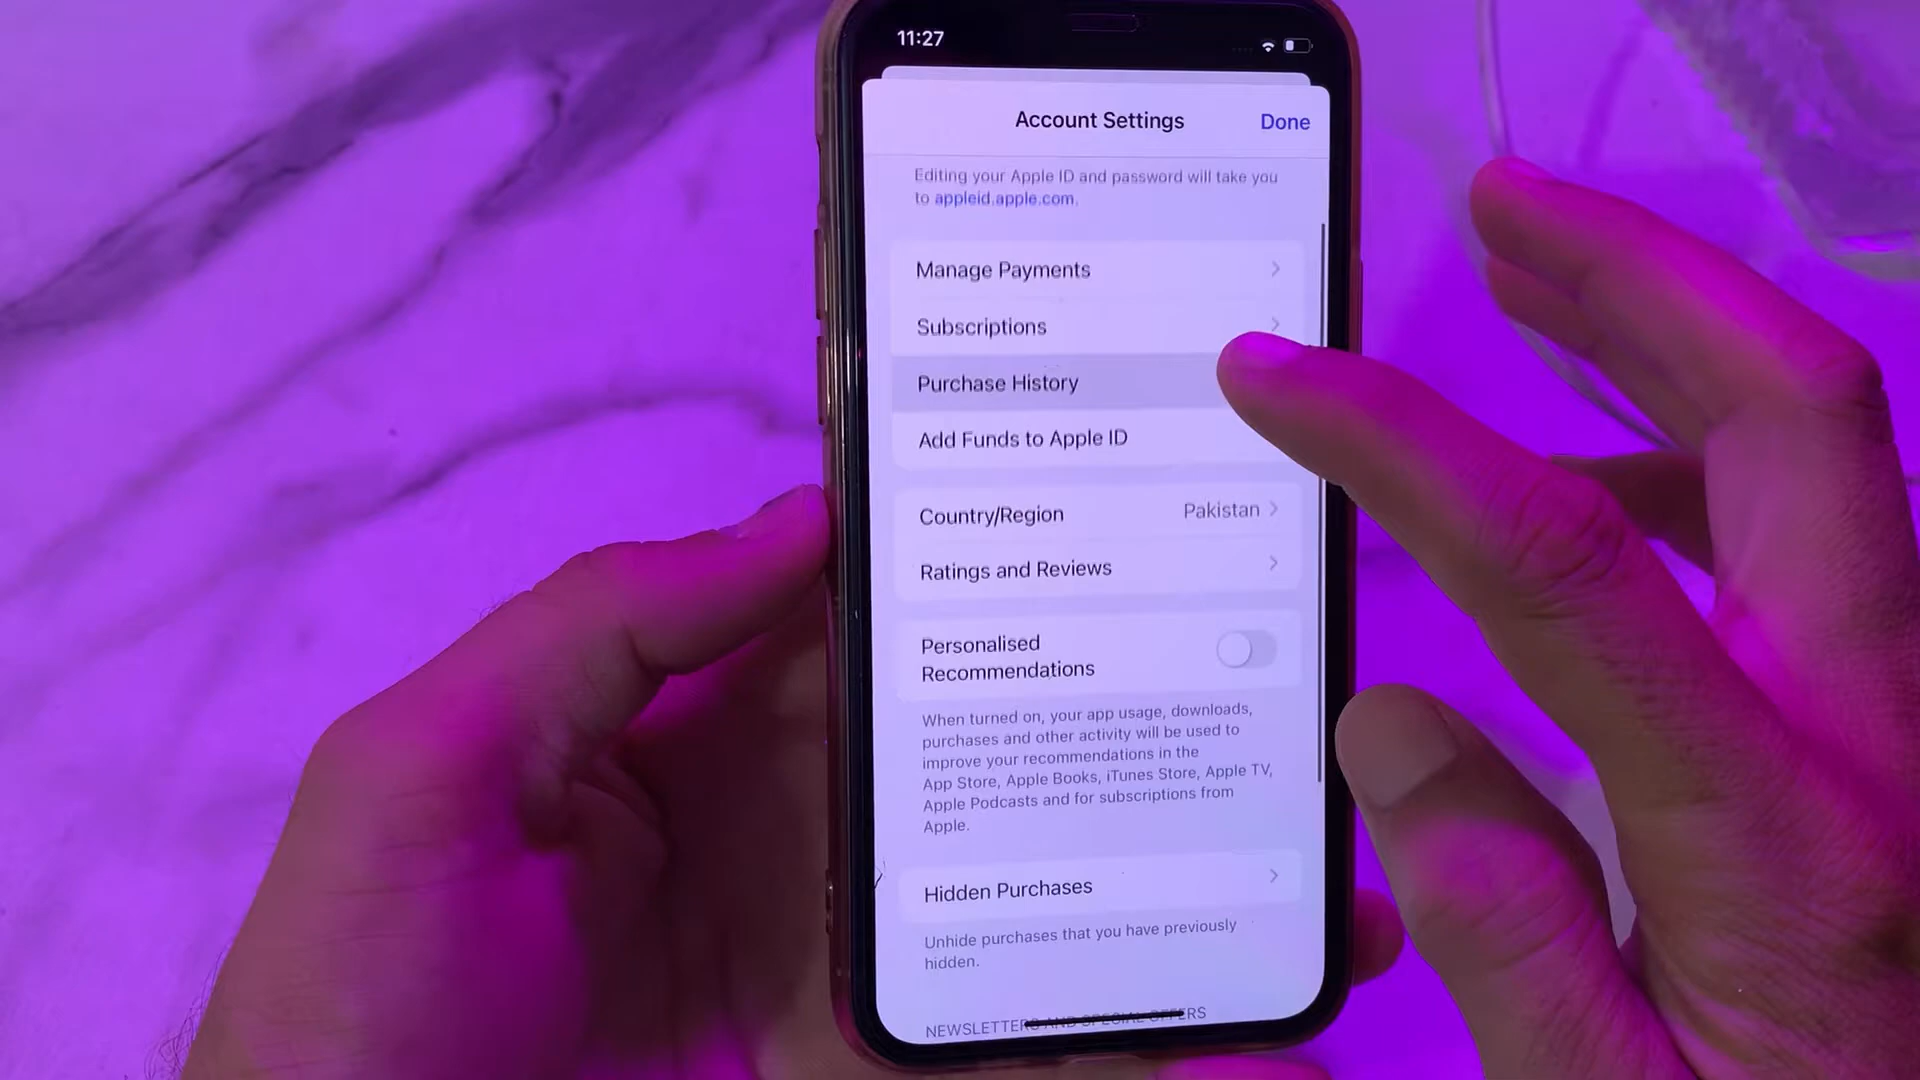 11:27
Account Settings
Done
Editing your Apple ID and password will take you
to appleid.apple.com.
Manage Payments
Subscriptions
Purchase History
Add Funds to Apple ID
Country/Region
Pakistan
Ratings and Reviews
Personalised
Recommendations
When turned on, your app usage, downloads,
purchases and other activity will be used to
improve your recommendations in the
App Store, Apple Books, iTunes Store, Apple TV,
Apple Podcasts and for subscriptions from
Apple.
Hidden Purchases
Unhide purchases that you have previously
hidden.
NEWSLETTERS AND SPECIAL OFFERS